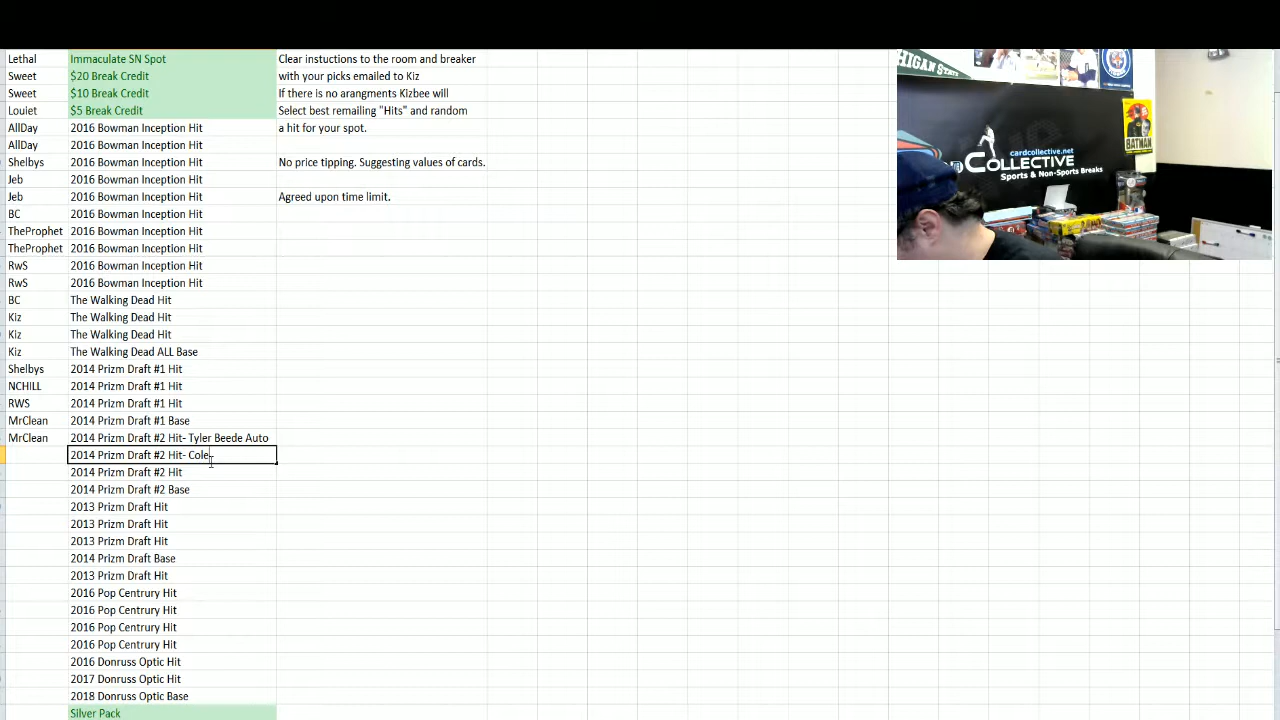 Lethal Immaculate SN Spot Clear instuctions to the room and breaker
Sweet $20 Break Credit with your picks emailed to Kiz
Sweet $10 Break Credit If there is no arangments Kizbee will
Louiet $5 Break Credit Select best remailing "Hits" and random
AllDay 2016 Bowman Inception Hit a hit for your spot.
AllDay 2016 Bowman Inception Hit
Shelbys 2016 Bowman Inception Hit No price tipping. Suggesting values of cards.
Jeb 2016 Bowman Inception Hit
Jeb 2016 Bowman Inception Hit Agreed upon time limit.
BC 2016 Bowman Inception Hit
TheProphet 2016 Bowman Inception Hit
TheProphet 2016 Bowman Inception Hit
RwS 2016 Bowman Inception Hit
RwS 2016 Bowman Inception Hit
BC The Walking Dead Hit
Kiz The Walking Dead Hit
Kiz The Walking Dead Hit
Kiz The Walking Dead ALL Base
Shelbys 2014 Prizm Draft #1 Hit
NCHILL 2014 Prizm Draft #1 Hit
RWS 2014 Prizm Draft #1 Hit
MrClean 2014 Prizm Draft #1 Base
MrClean 2014 Prizm Draft #2 Hit- Tyler Beede Auto
2014 Prizm Draft #2 Hit- Cole
2014 Prizm Draft #2 Hit
2014 Prizm Draft #2 Base
2013 Prizm Draft Hit
2013 Prizm Draft Hit
2013 Prizm Draft Hit
2014 Prizm Draft Base
2013 Prizm Draft Hit
2016 Pop Centrury Hit
2016 Pop Centrury Hit
2016 Pop Centrury Hit
2016 Pop Centrury Hit
2016 Donruss Optic Hit
2017 Donruss Optic Hit
2018 Donruss Optic Base
Silver Pack
HIGAN STATE
cardcollective.net
COLLECTIVE
Sports & Non-Sports Breaks
BATMAN